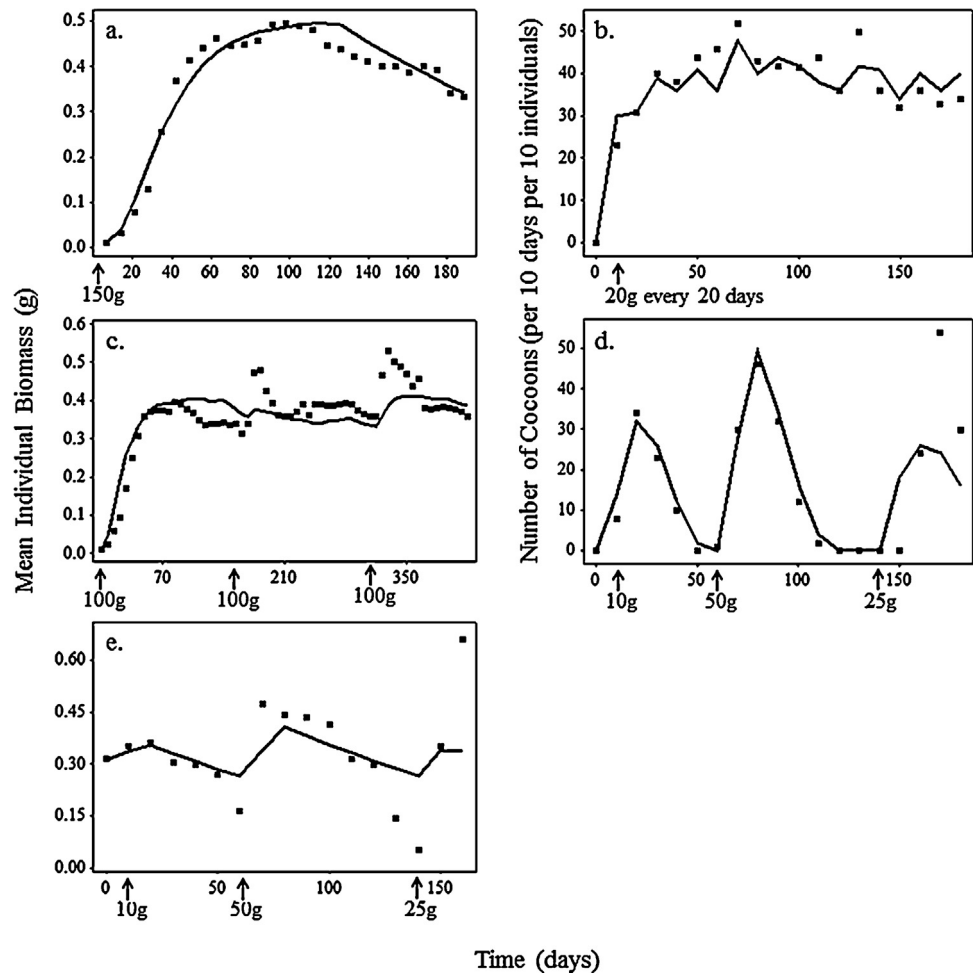 Mean Individual Biomass (g)
a.
0.5
0.4
0.3
0.2
0.1
0.0
20 40 60 80 100 120 140 160 180
150g
Number of Cocoons (per 10 days per 10 individuals)
b.
50
40
30
20
10
0
0 50 100 150
20g every 20 days
c.
0.6
0.5
0.4
0.3
0.2
0.1
0.0
70 210 350
100g 100g 100g
d.
50
40
30
20
10
0
0 50 100 150
10g 50g 25g
e.
0.60
0.45
0.30
0.15
0.00
0 50 100 150
10g 50g 25g
Time (days)